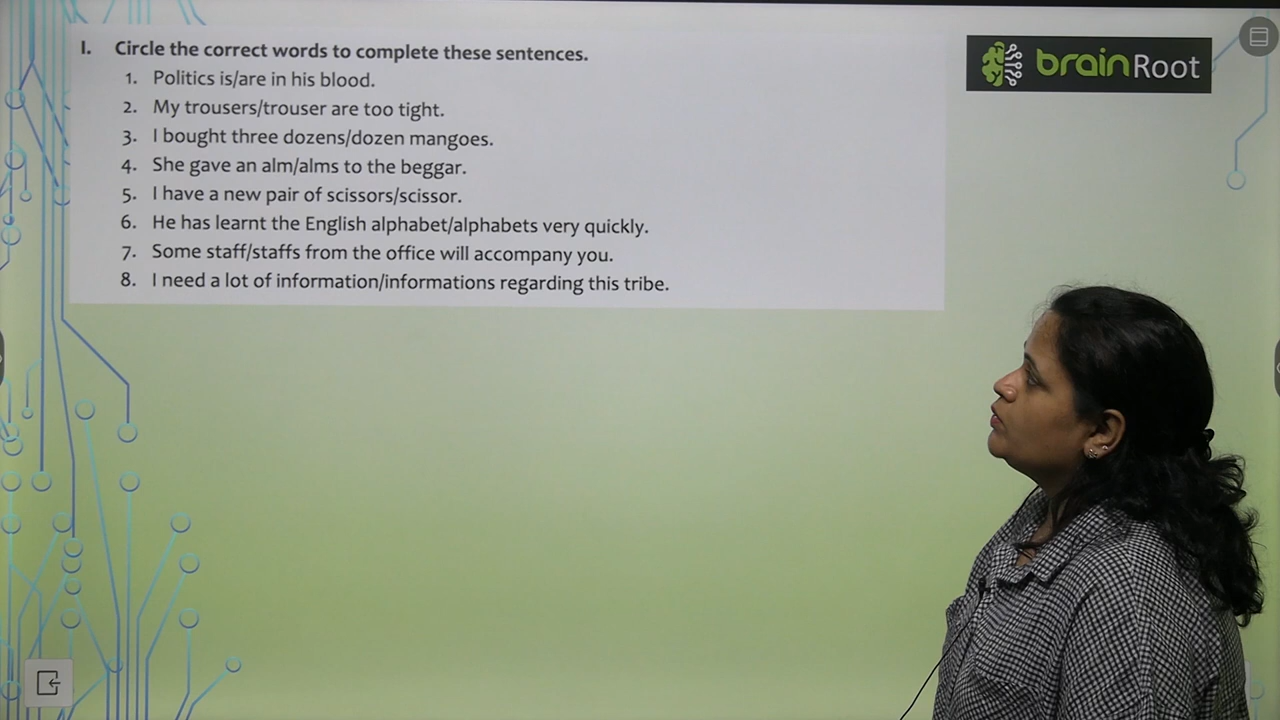 I. Circle the correct words to complete these sentences.
1. Politics is/are in his blood.
2. My trousers/trouser are too tight.
3. I bought three dozens/dozen mangoes.
4. She gave an alm/alms to the beggar.
5. I have a new pair of scissors/scissor.
6. He has learnt the English alphabet/alphabets very quickly.
7. Some staff/staffs from the office will accompany you.
8. I need a lot of information/informations regarding this tribe.
brainRoot